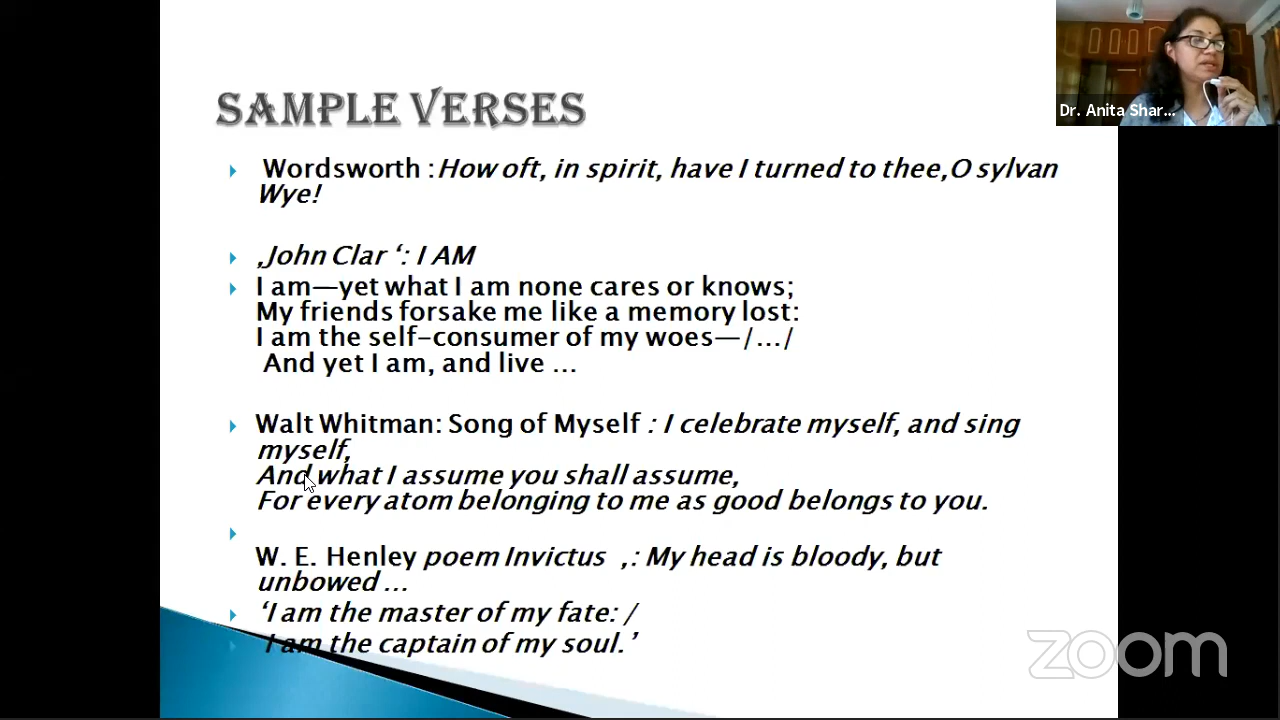 SAMPLE VERSES
Dr. Anita Shar...
Wordsworth : How oft, in spirit, have I turned to thee,O sylvan
Wye!
‚John Clar ‘: I AM
I am—yet what I am none cares or knows;
My friends forsake me like a memory lost:
I am the self-consumer of my woes—/…/
And yet I am, and live …
Walt Whitman: Song of Myself : I celebrate myself, and sing
myself,
And what I assume you shall assume,
For every atom belonging to me as good belongs to you.
W. E. Henley poem Invictus ‚: My head is bloody, but
unbowed …
‘I am the master of my fate: /
I am the captain of my soul.’
zoom